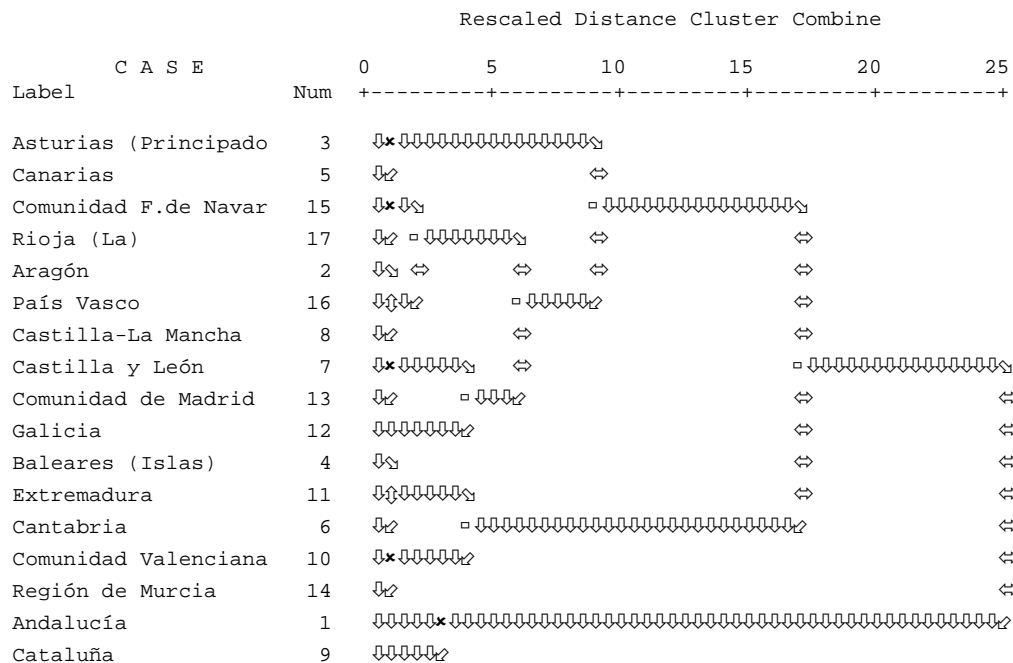 Rescaled Distance Cluster Combine
C A S E 0 5 10 15 20 25
Label Num +---------+---------+---------+---------+---------+
Asturias (Principado 3 ⇩×⇩⇩⇩⇩⇩⇩⇩⇩⇩⇩⇩⇩⇩⇩⇩⬂
Canarias 5 ⇩⬃ ⇔
Comunidad F.de Navar 15 ⇩×⇩⬂ □⇩⇩⇩⇩⇩⇩⇩⇩⇩⇩⇩⇩⇩⇩⇩⬂
Rioja (La) 17 ⇩⬃ □⇩⇩⇩⇩⇩⇩⇩⬂ ⇔ ⇔
Aragón 2 ⇩⬂ ⇔ ⇔ ⇔ ⇔
País Vasco 16 ⇩⇳⇩⬃ □⇩⇩⇩⇩⇩⬃ ⇔
Castilla-La Mancha 8 ⇩⬃ ⇔ ⇔
Castilla y León 7 ⇩×⇩⇩⇩⇩⇩⬂ ⇔ □⇩⇩⇩⇩⇩⇩⇩⇩⇩⇩⇩⇩⇩⇩⇩⬂
Comunidad de Madrid 13 ⇩⬃ □⇩⇩⇩⬃ ⇔ ⇔
Galicia 12 ⇩⇩⇩⇩⇩⇩⇩⬃ ⇔ ⇔
Baleares (Islas) 4 ⇩⬂ ⇔ ⇔
Extremadura 11 ⇩⇳⇩⇩⇩⇩⇩⬂ ⇔ ⇔
Cantabria 6 ⇩⬃ □⇩⇩⇩⇩⇩⇩⇩⇩⇩⇩⇩⇩⇩⇩⇩⇩⇩⇩⇩⇩⇩⇩⇩⇩⇩⬃ ⇔
Comunidad Valenciana 10 ⇩×⇩⇩⇩⇩⇩⬃ ⇔
Región de Murcia 14 ⇩⬃ ⇔
Andalucía 1 ⇩⇩⇩⇩⇩×⇩⇩⇩⇩⇩⇩⇩⇩⇩⇩⇩⇩⇩⇩⇩⇩⇩⇩⇩⇩⇩⇩⇩⇩⇩⇩⇩⇩⇩⇩⇩⇩⇩⇩⇩⇩⇩⇩⇩⇩⇩⇩⇩⬃
Cataluña 9 ⇩⇩⇩⇩⇩⬃